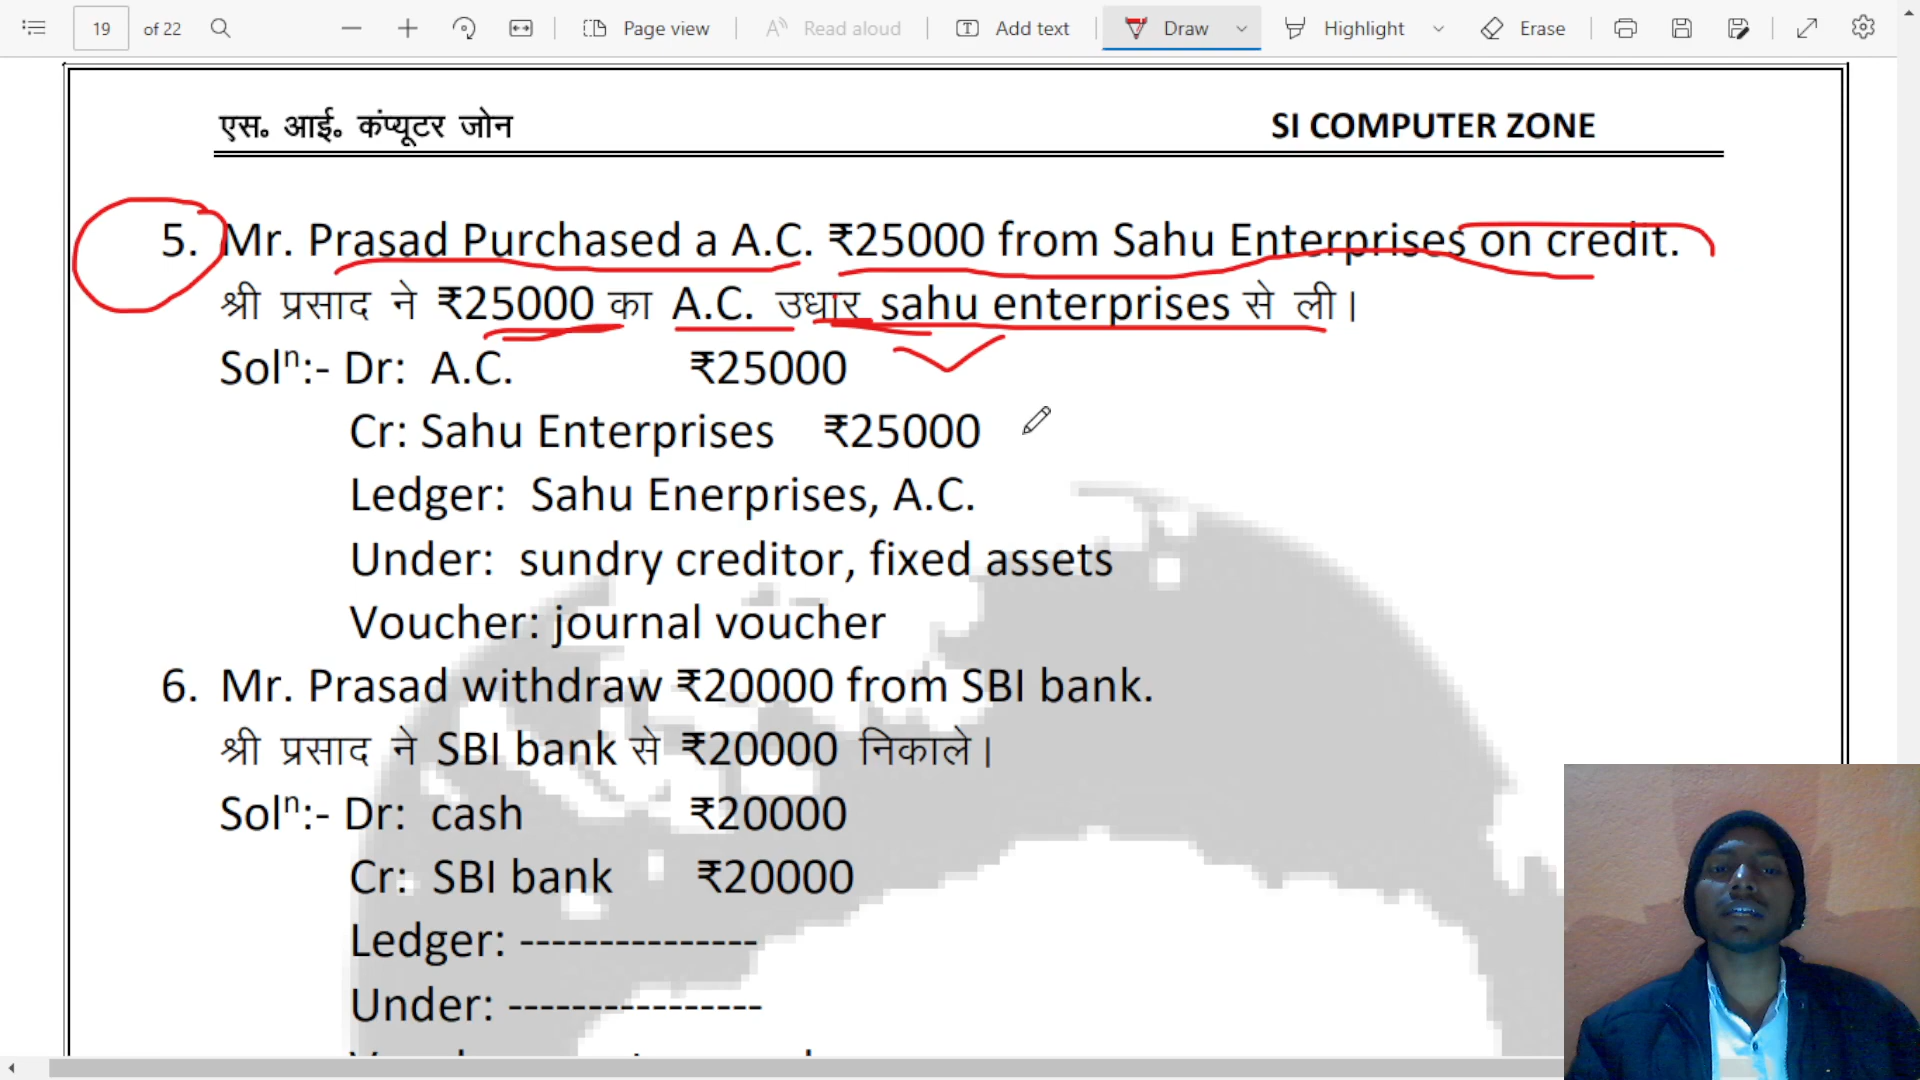 19 of 22 Page view Read aloud Add text Draw Highlight Erase
एस॰ आई॰ कंप्यूटर जोन SI COMPUTER ZONE
5. Mr. Prasad Purchased a A.C. ₹25000 from Sahu Enterprises on credit.
श्री प्रसाद ने ₹25000 का A.C. उधार sahu enterprises से ली।
Solⁿ:- Dr: A.C. ₹25000
Cr: Sahu Enterprises ₹25000
Ledger: Sahu Enerprises, A.C.
Under: sundry creditor, fixed assets
Voucher: journal voucher
6. Mr. Prasad withdraw ₹20000 from SBI bank.
श्री प्रसाद ने SBI bank से ₹20000 निकाले।
Solⁿ:- Dr: cash ₹20000
Cr: SBI bank ₹20000
Ledger: ---------------
Under: ----------------